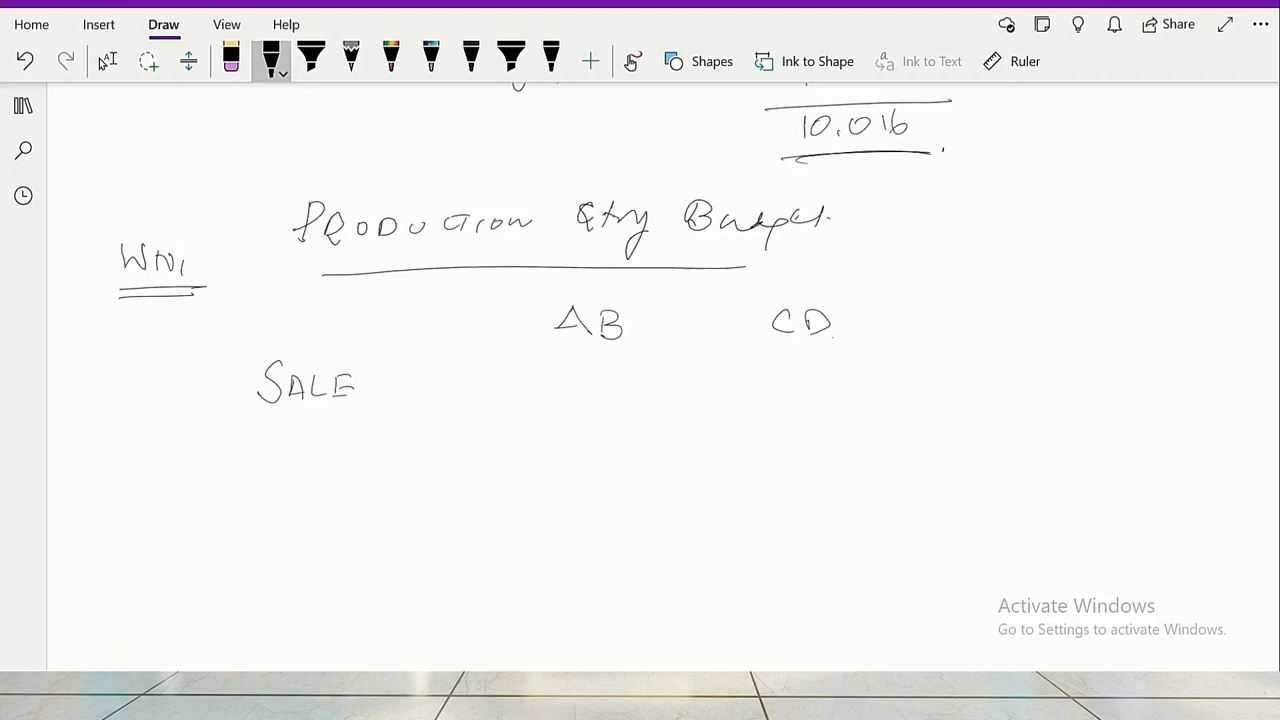 Home Insert Draw View Help Share
Shapes Ink to Shape Ink to Text Ruler
10.016
PRODUCTION Qty Budget.
WN1
AB CD
SALE
Activate Windows
Go to Settings to activate Windows.